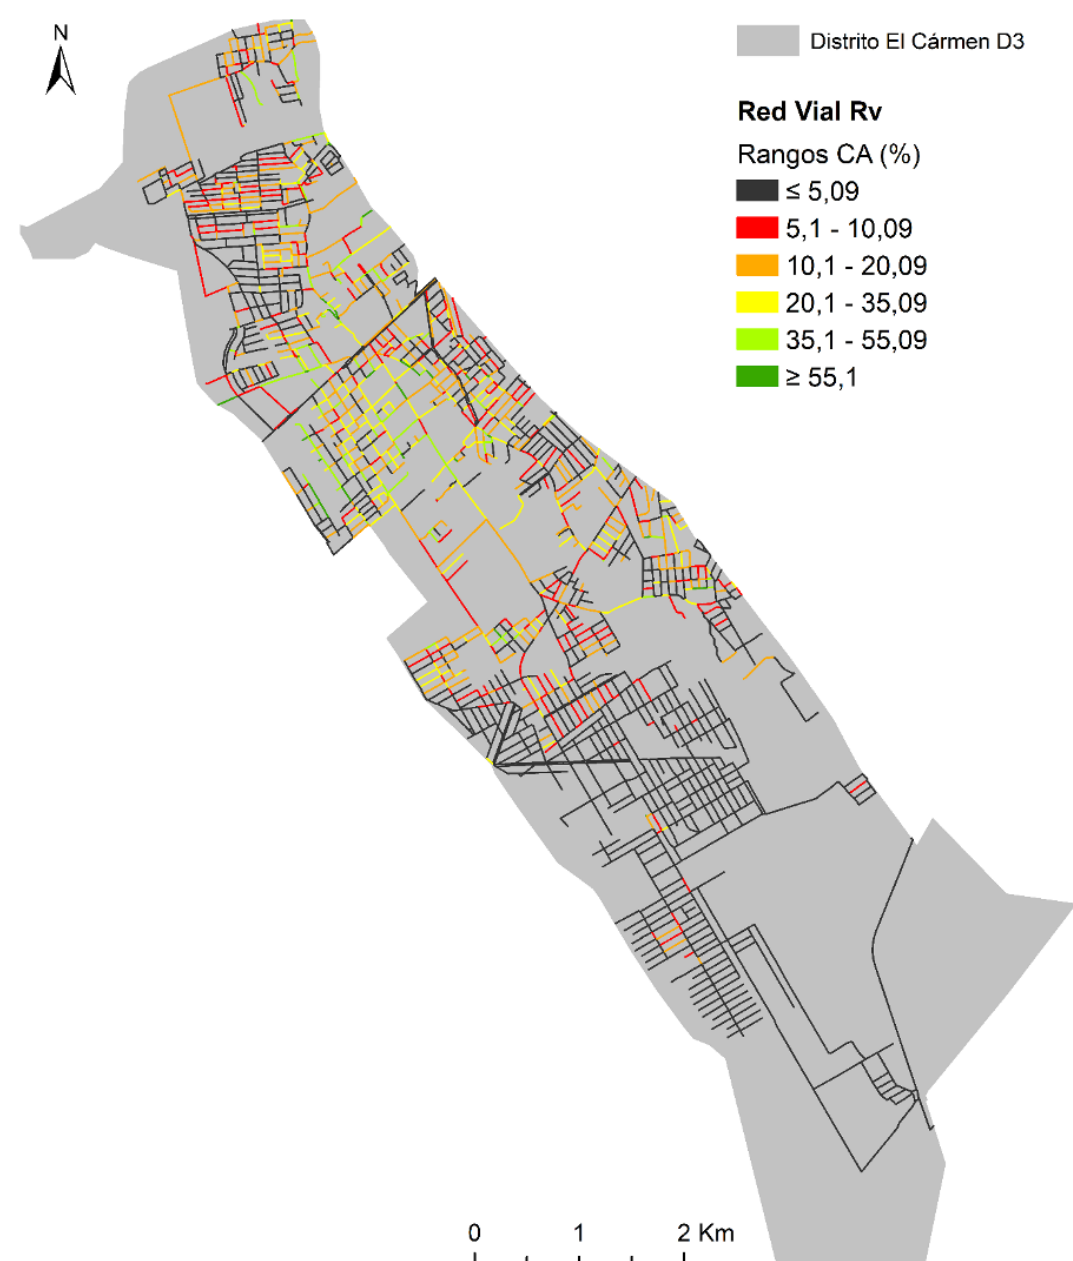 N
Distrito El Cármen D3
Red Vial Rv
Rangos CA (%)
≤ 5,09
5,1 - 10,09
10,1 - 20,09
20,1 - 35,09
35,1 - 55,09
≥ 55,1
0 1 2 Km